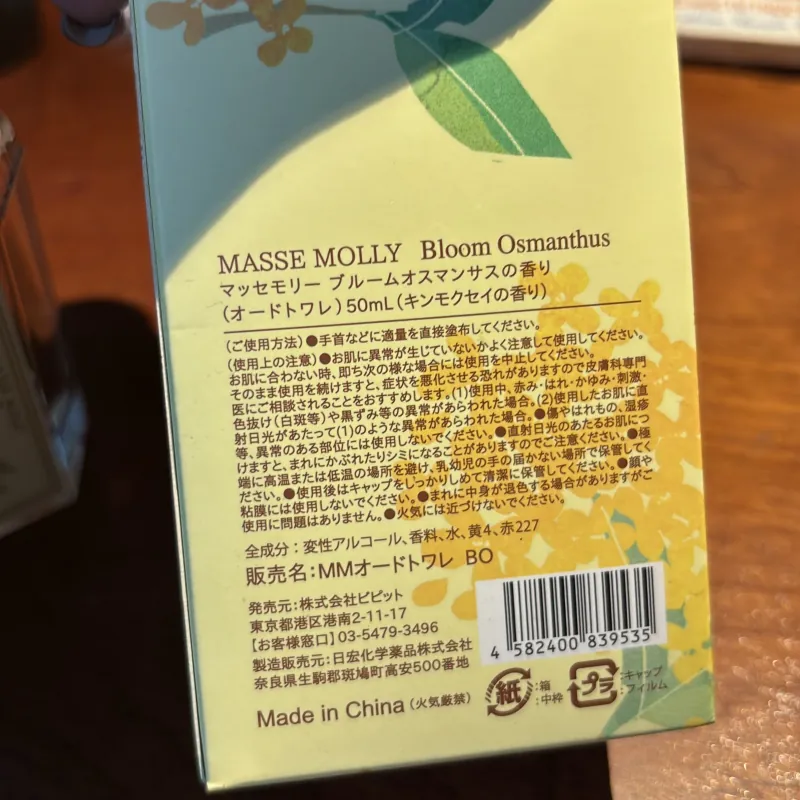 MASSE MOLLY Bloom Osmanthus
マッセモリー ブルームオスマンサスの香り
(オードトワレ)50mL(キンモクセイの香り)
(ご使用方法)●手首などに適量を直接塗布してください。
(使用上の注意)●お肌に異常が生じていないかよく注意して使用してください。
お肌に合わない時、即ち次の様な場合には使用を中止してください。
そのまま使用を続けますと、症状を悪化させる恐れがありますので皮膚科専門
医にご相談されることをおすすめします。(1)使用中、赤み・はれ・かゆみ・刺激・
色抜け(白斑等)や黒ずみ等の異常があらわれた場合。(2)使用したお肌に直
射日光があたって(1)のような異常があらわれた場合。●傷やはれもの、湿疹
等、異常のある部位には使用しないでください。●直射日光のあたるお肌につ
けますと、まれにかぶれたりシミになることがありますのでご注意ください。●極
端に高温または低温の場所を避け、乳幼児の手の届かない場所で保管してく
ださい。●使用後はキャップをしっかりしめて清潔に保管してください。●顔や
粘膜には使用しないでください。●まれに中身が退色する場合がありますがご
使用に問題はありません。●火気には近づけないでください。
全成分:変性アルコール、香料、水、黄4、赤227
販売名:MMオードトワレ BO
発売元:株式会社ビピット
東京都港区港南2-11-17
【お客様窓口】03-5479-3496
製造販売元:日宏化学薬品株式会社
奈良県生駒郡斑鳩町高安500番地
Made in China(火気厳禁)
4 582400 839535
紙 :箱 :中枠
プラ :キャップ :フィルム